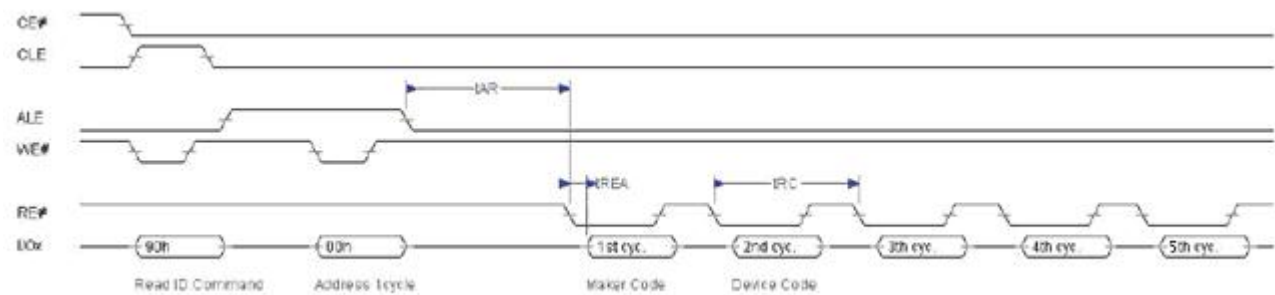 CE#
CLE
tAR
ALE
WE#
tREA
tRC
RE#
I/Ox 90h 00h 1st cyc. 2nd cyc. 3th cyc. 4th cyc. 5th cyc.
Read ID Command Address 1cycle Maker Code Device Code